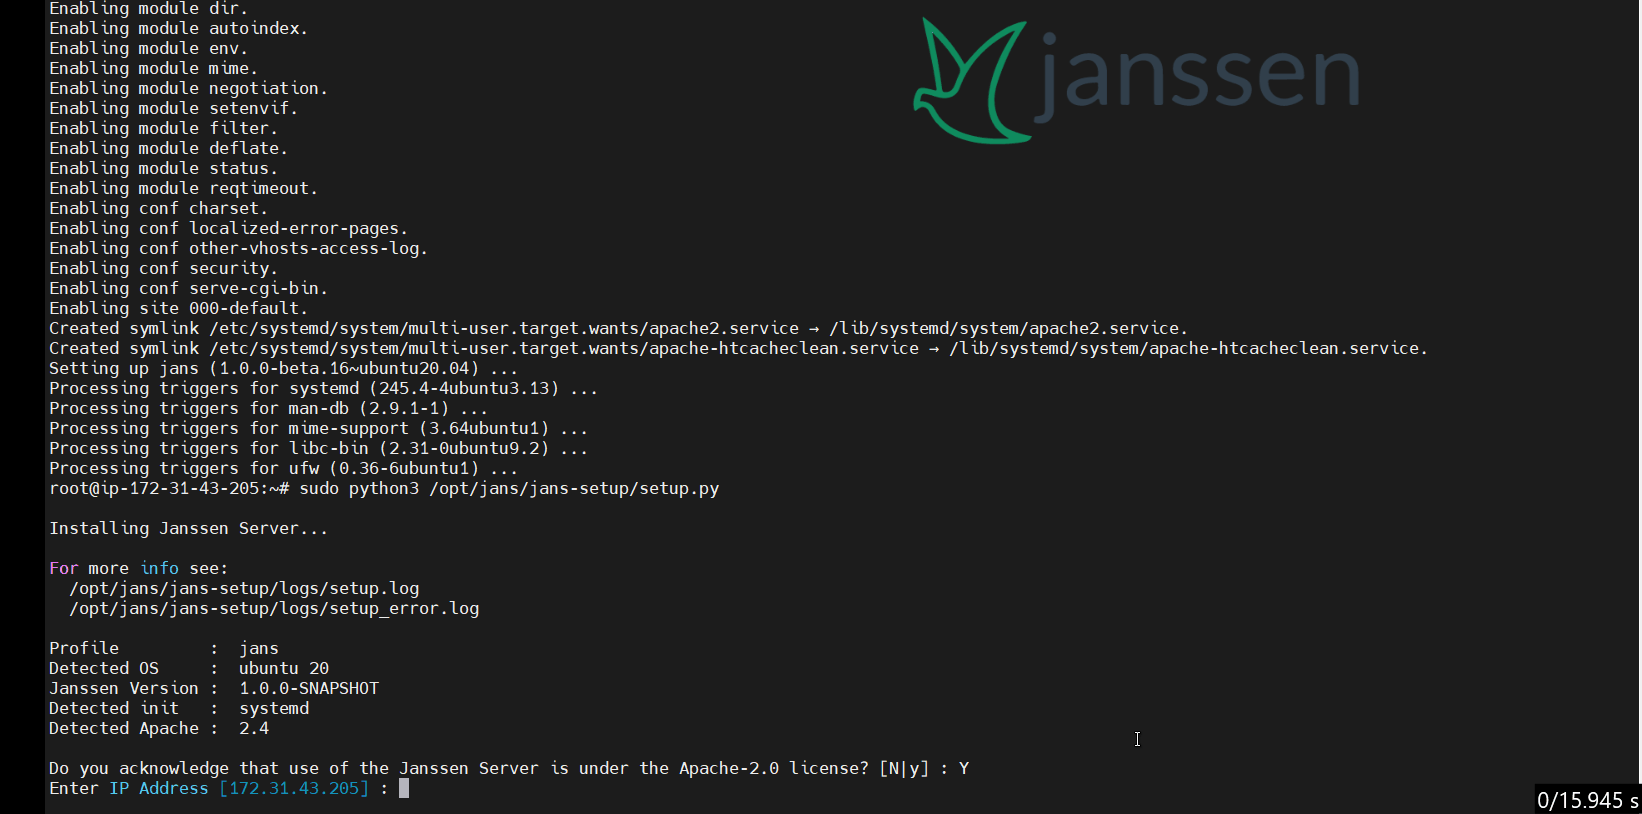 Enabling module dir.
Enabling module autoindex.
Enabling module env.
Enabling module mime.
Enabling module negotiation.
Enabling module setenvif.
Enabling module filter.
Enabling module deflate.
Enabling module status.
Enabling module reqtimeout.
Enabling conf charset.
Enabling conf localized-error-pages.
Enabling conf other-vhosts-access-log.
Enabling conf security.
Enabling conf serve-cgi-bin.
Enabling site 000-default.
Created symlink /etc/systemd/system/multi-user.target.wants/apache2.service → /lib/systemd/system/apache2.service.
Created symlink /etc/systemd/system/multi-user.target.wants/apache-htcacheclean.service → /lib/systemd/system/apache-htcacheclean.service.
Setting up jans (1.0.0-beta.16~ubuntu20.04) ...
Processing triggers for systemd (245.4-4ubuntu3.13) ...
Processing triggers for man-db (2.9.1-1) ...
Processing triggers for mime-support (3.64ubuntu1) ...
Processing triggers for libc-bin (2.31-0ubuntu9.2) ...
Processing triggers for ufw (0.36-6ubuntu1) ...
root@ip-172-31-43-205:~# sudo python3 /opt/jans/jans-setup/setup.py
Installing Janssen Server...
For more info see:
/opt/jans/jans-setup/logs/setup.log
/opt/jans/jans-setup/logs/setup_error.log
Profile : jans
Detected OS : ubuntu 20
Janssen Version : 1.0.0-SNAPSHOT
Detected init : systemd
Detected Apache : 2.4
Do you acknowledge that use of the Janssen Server is under the Apache-2.0 license? [N|y] : Y
Enter IP Address [172.31.43.205] :
janssen
0/15.945 s